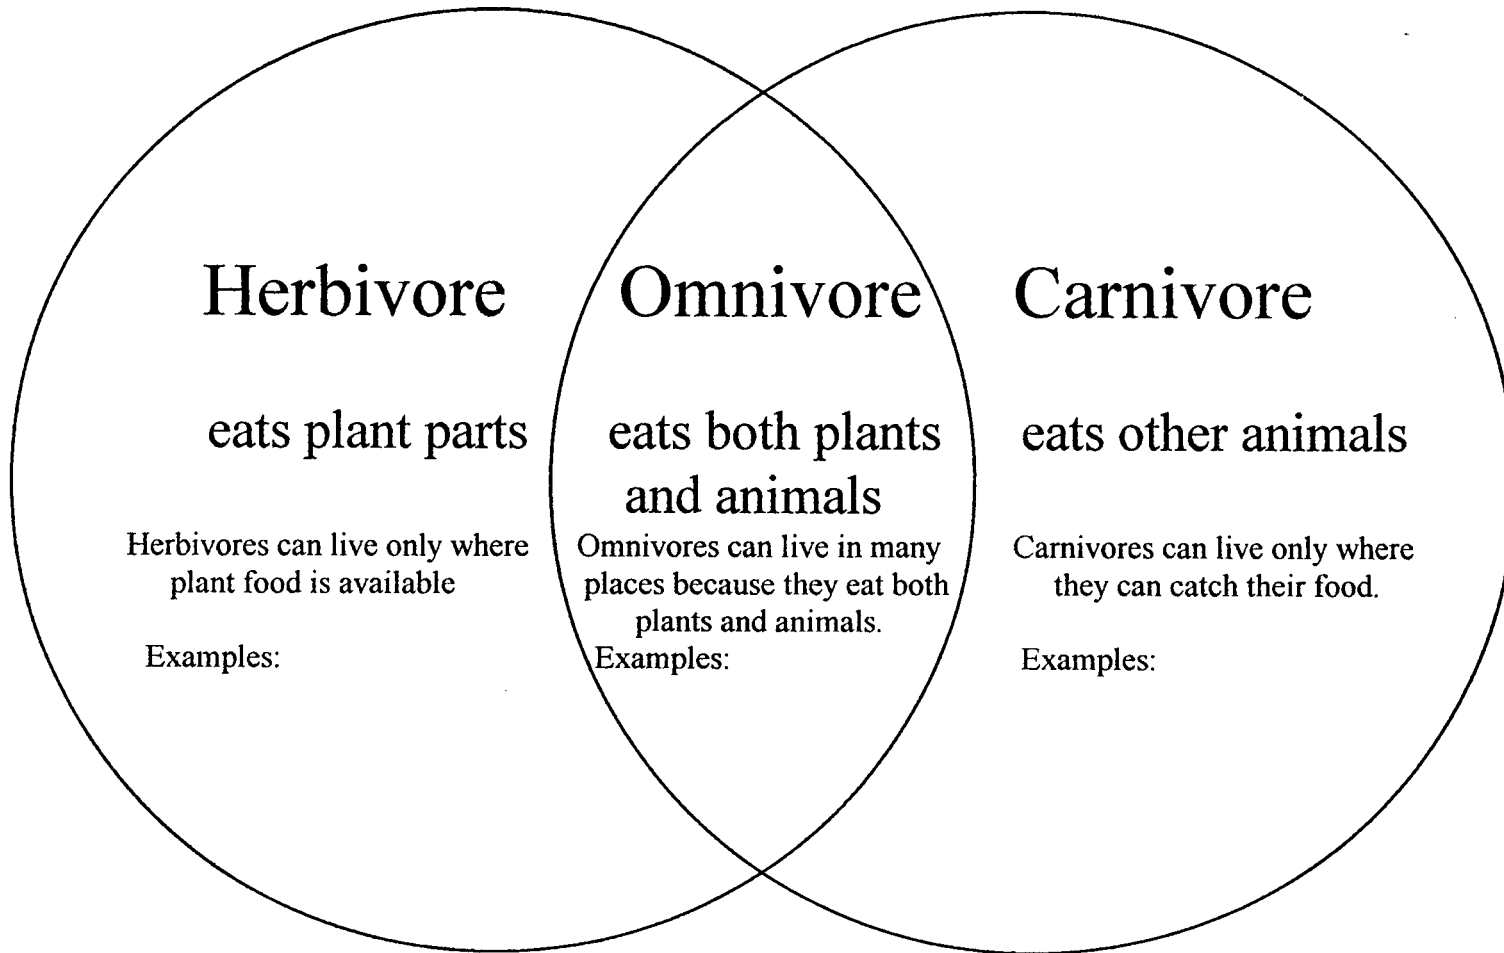 Herbivore
eats plant parts
Herbivores can live only where
plant food is available
Examples:
Omnivore
eats both plants
and animals
Omnivores can live in many
places because they eat both
plants and animals.
Examples:
Carnivore
eats other animals
Carnivores can live only where
they can catch their food.
Examples: